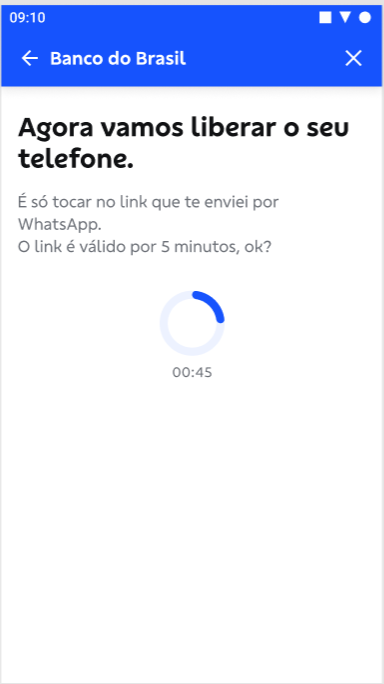 09:10
Banco do Brasil
Agora vamos liberar o seu
telefone.
É só tocar no link que te enviei por
WhatsApp.
O link é válido por 5 minutos, ok?
00:45